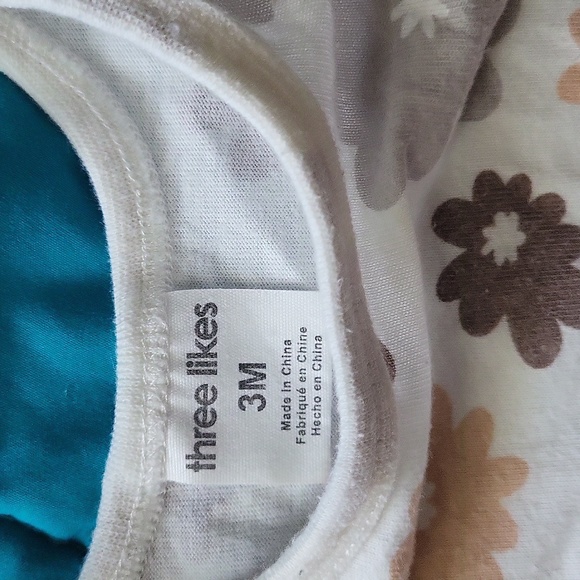 three likes
3M
Made In China
Fabriqué en Chine
Hecho en China